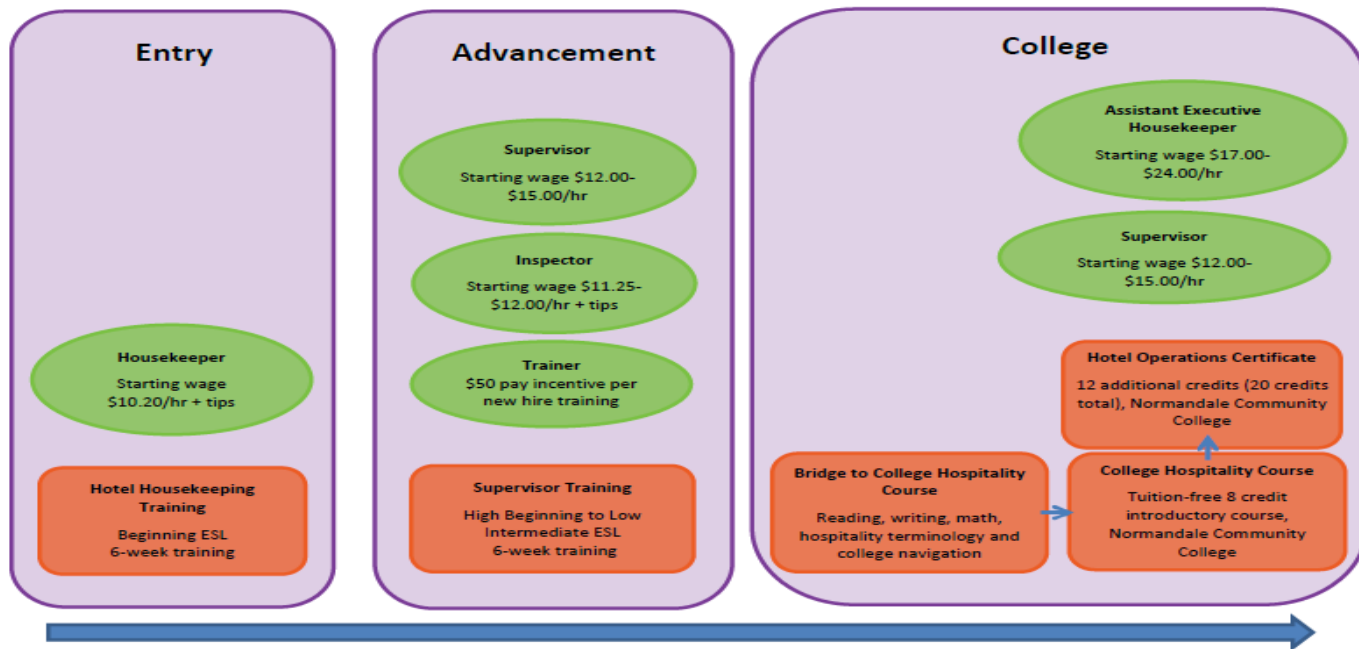 Entry
Housekeeper
Starting wage
$10.20/hr + tips
Hotel Housekeeping
Training
Beginning ESL
6-week training
Advancement
Supervisor
Starting wage $12.00-
$15.00/hr
Inspector
Starting wage $11.25-
$12.00/hr + tips
Trainer
$50 pay incentive per
new hire training
Supervisor Training
High Beginning to Low
Intermediate ESL
6-week training
College
Assistant Executive
Housekeeper
Starting wage $17.00-
$24.00/hr
Supervisor
Starting wage $12.00-
$15.00/hr
Hotel Operations Certificate
12 additional credits (20 credits
total), Normandale Community
College
Bridge to College Hospitality
Course
Reading, writing, math,
hospitality terminology and
college navigation
College Hospitality Course
Tuition-free 8 credit
introductory course,
Normandale Community
College